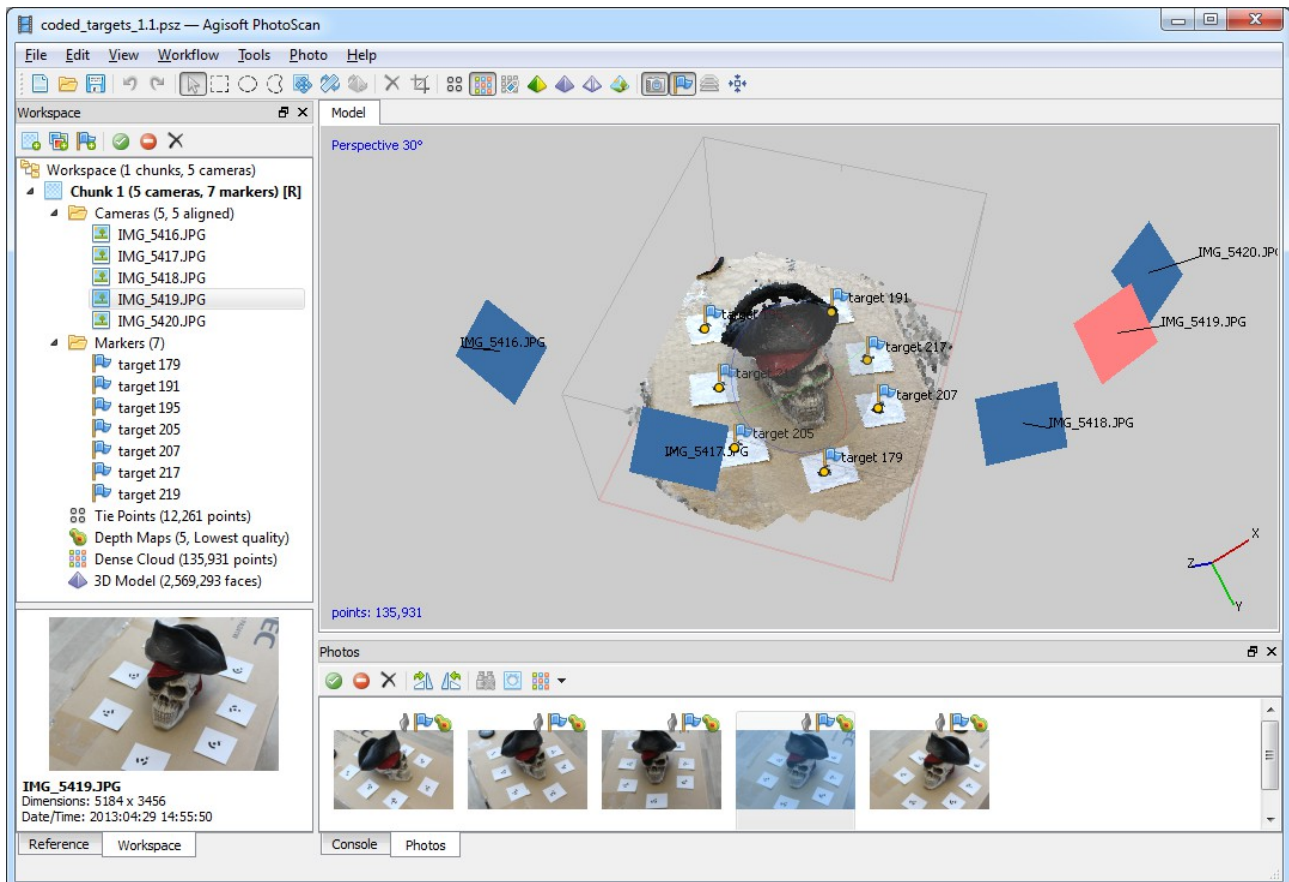 coded_targets_1.1.psz — Agisoft PhotoScan
File Edit View Workflow Tools Photo Help
Workspace
Workspace (1 chunks, 5 cameras)
Chunk 1 (5 cameras, 7 markers) [R]
Cameras (5, 5 aligned)
IMG_5416.JPG
IMG_5417.JPG
IMG_5418.JPG
IMG_5419.JPG
IMG_5420.JPG
Markers (7)
target 179
target 191
target 195
target 205
target 207
target 217
target 219
Tie Points (12,261 points)
Depth Maps (5, Lowest quality)
Dense Cloud (135,931 points)
3D Model (2,569,293 faces)
IMG_5419.JPG
Dimensions: 5184 x 3456
Date/Time: 2013:04:29 14:55:50
Reference Workspace
Model
Perspective 30°
IMG_5420.JP
target 191
IMG_5419.JPG
IMG_5416.JPG
target 217
target 207
IMG_5418.JPG
target 205
IMG_5417.JPG
target 179
X
Z
Y
points: 135,931
Photos
Console Photos